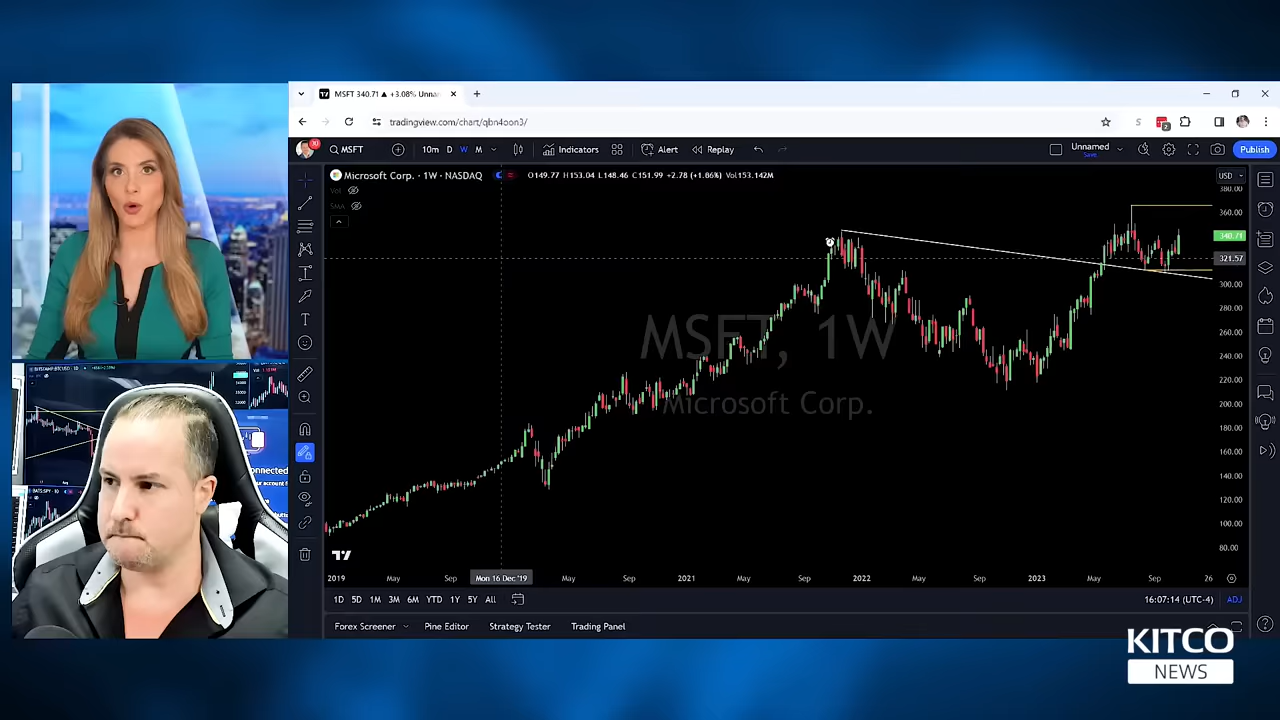 MSFT 340.71 ▲ +3.08% Unnar
tradingview.com/chart/qbn4oon3/
30
MSFT
10m D W M
Indicators
Alert
Replay
Unnamed
Save
Publish
Microsoft Corp. · 1W · NASDAQ
O149.77 H153.04 L148.46 C151.99 +2.78 (+1.86%) Vol153.142M
USD
Vol
SMA
380.00
360.00
340.71
321.57
300.00
280.00
260.00
240.00
220.00
200.00
180.00
160.00
140.00
120.00
100.00
80.00
MSFT, 1W
Microsoft Corp.
2019 May Sep Mon 16 Dec '19 May Sep 2021 May Sep 2022 May Sep 2023 May Sep 26
1D 5D 1M 3M 6M YTD 1Y 5Y All
16:07:14 (UTC-4) ADJ
Forex Screener Pine Editor Strategy Tester Trading Panel
onnected
KITCO
NEWS